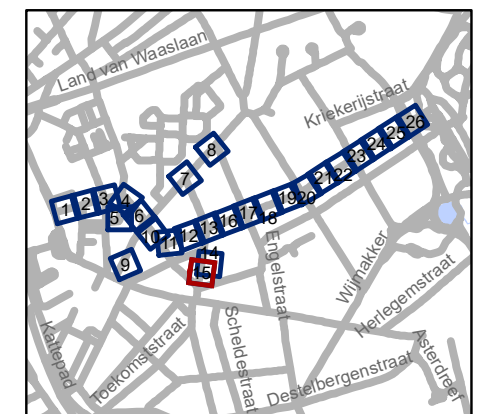 Land van Waaslaan
Kriekerijstraat
26
25
24
23
22
21
20
19
18
17
16
13
12
11
10
8
7
1
2
3
4
5
6
9
14
15
Engelstraat
Wijmakker
Herlegemstraat
Kattepad
Toekomststraat
Scheldestraat
Destelbergenstraat
Asterdreef